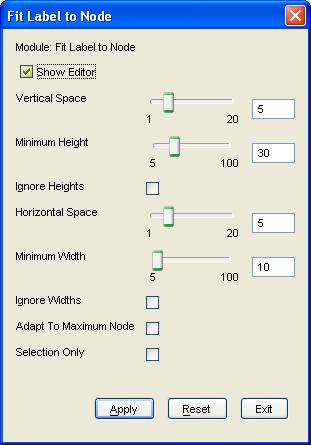 Fit Label to Node
Module: Fit Label to Node
Show Editor
Vertical Space
1 20 5
Minimum Height
5 100 30
Ignore Heights
Horizontal Space
1 20 5
Minimum Width
5 100 10
Ignore Widths
Adapt To Maximum Node
Selection Only
Apply Reset Exit